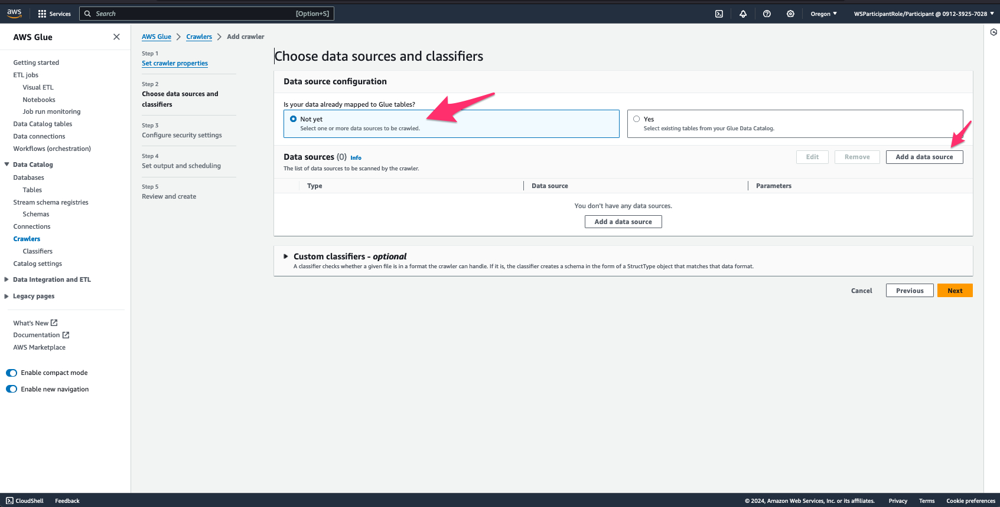 aws
Services
Search
[Option+S]
Oregon
WSParticipantRole/Participant @ 0912-3925-7028
AWS Glue
Getting started
ETL jobs
Visual ETL
Notebooks
Job run monitoring
Data Catalog tables
Data connections
Workflows (orchestration)
Data Catalog
Databases
Tables
Stream schema registries
Schemas
Connections
Crawlers
Classifiers
Catalog settings
Data Integration and ETL
Legacy pages
What's New
Documentation
AWS Marketplace
Enable compact mode
Enable new navigation
AWS Glue
Crawlers
Add crawler
Step 1
Set crawler properties
Step 2
Choose data sources and
classifiers
Step 3
Configure security settings
Step 4
Set output and scheduling
Step 5
Review and create
Choose data sources and classifiers
Data source configuration
Is your data already mapped to Glue tables?
Not yet
Select one or more data sources to be crawled.
Yes
Select existing tables from your Glue Data Catalog.
Data sources (0) Info
The list of data sources to be scanned by the crawler.
Edit
Remove
Add a data source
Type
Data source
Parameters
You don't have any data sources.
Add a data source
Custom classifiers - optional
A classifier checks whether a given file is in a format the crawler can handle. If it is, the classifier creates a schema in the form of a StructType object that matches that data format.
Cancel
Previous
Next
CloudShell
Feedback
© 2024, Amazon Web Services, Inc. or its affiliates.
Privacy
Terms
Cookie preferences